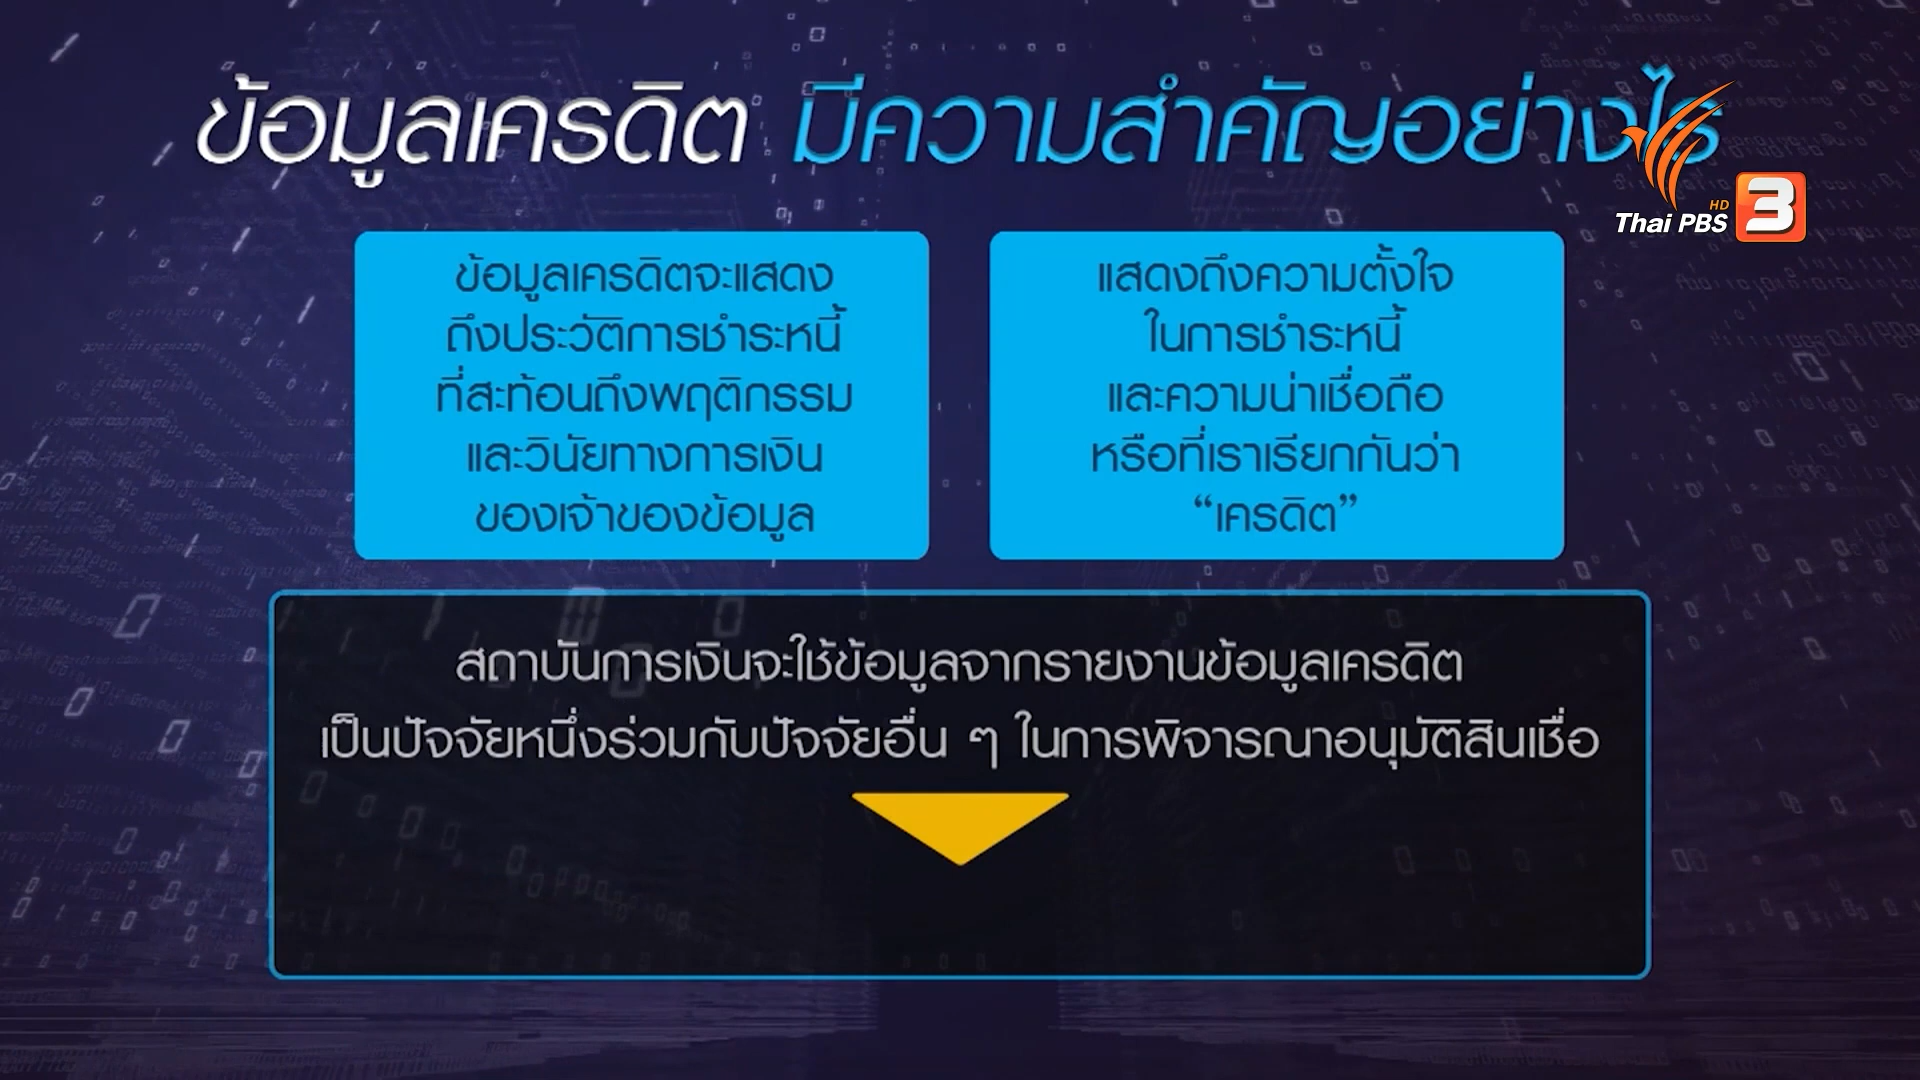 ข้อมูลเครดิต มีความสำคัญอย่างไร
HD
Thai PBS 3
ข้อมูลเครดิตจะแสดง
ถึงประวัติการชำระหนี้
ที่สะท้อนถึงพฤติกรรม
และวินัยทางการเงิน
ของเจ้าของข้อมูล
แสดงถึงความตั้งใจ
ในการชำระหนี้
และความน่าเชื่อถือ
หรือที่เราเรียกกันว่า
“เครดิต”
สถาบันการเงินจะใช้ข้อมูลจากรายงานข้อมูลเครดิต
เป็นปัจจัยหนึ่งร่วมกับปัจจัยอื่น ๆ ในการพิจารณาอนุมัติสินเชื่อ